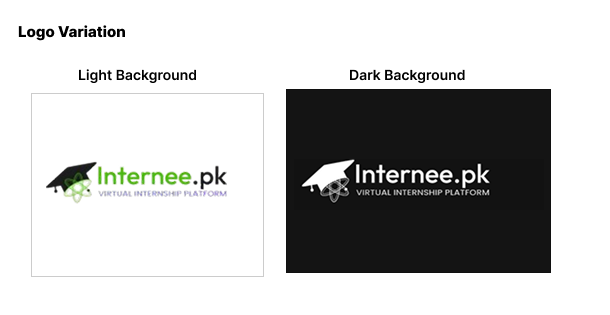 Logo Variation
Light Background
Dark Background
Internee.pk
VIRTUAL INTERNSHIP PLATFORM
Internee.pk
VIRTUAL INTERNSHIP PLATFORM